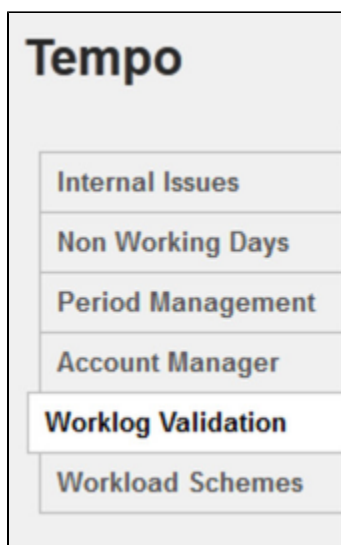 Tempo
Internal Issues
Non Working Days
Period Management
Account Manager
Worklog Validation
Workload Schemes